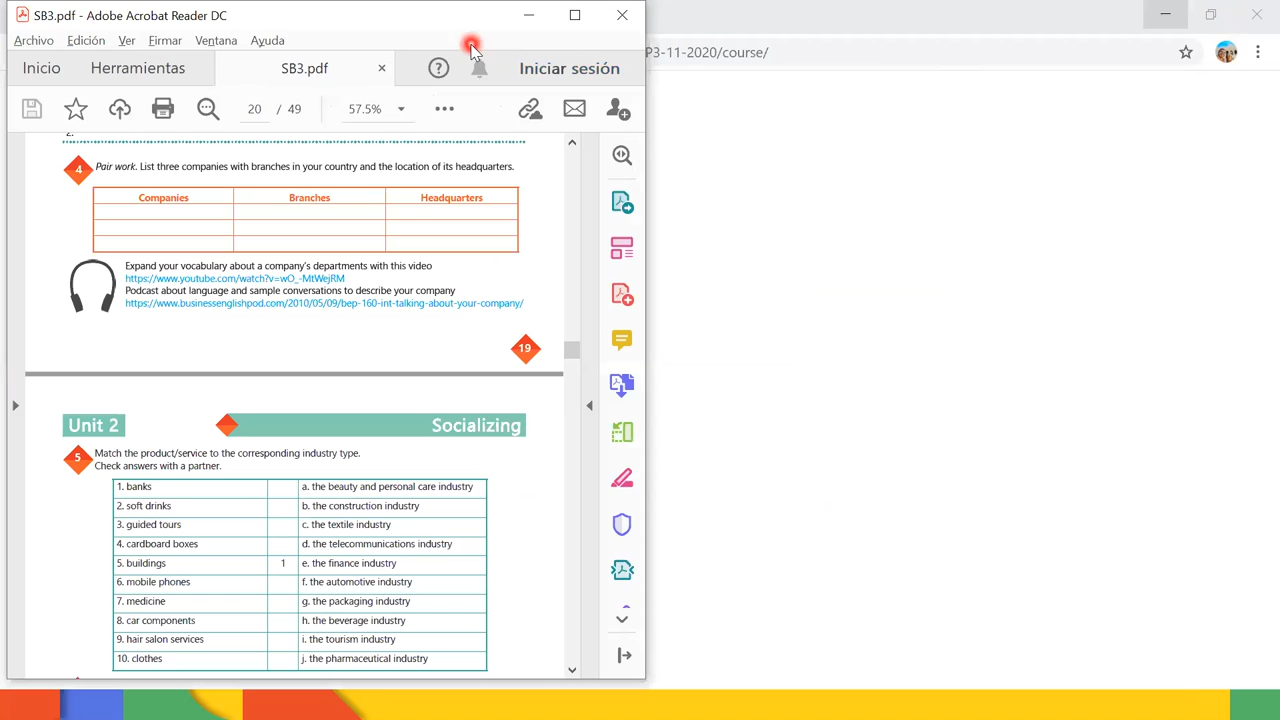 SB3.pdf - Adobe Acrobat Reader DC
P3-11-2020/course/
Archivo Edición Ver Firmar Ventana Ayuda
Inicio Herramientas SB3.pdf × Iniciar sesión
20 / 49 57.5%
2.
4 Pair work. List three companies with branches in your country and the location of its headquarters.
Companies Branches Headquarters
Expand your vocabulary about a company's departments with this video
https://www.youtube.com/watch?v=wO_-MtWejRM
Podcast about language and sample conversations to describe your company
https://www.businessenglishpod.com/2010/05/09/bep-160-int-talking-about-your-company/
19
Unit 2 Socializing
5 Match the product/service to the corresponding industry type.
Check answers with a partner.
1. banks a. the beauty and personal care industry
2. soft drinks b. the construction industry
3. guided tours c. the textile industry
4. cardboard boxes d. the telecommunications industry
5. buildings 1 e. the finance industry
6. mobile phones f. the automotive industry
7. medicine g. the packaging industry
8. car components h. the beverage industry
9. hair salon services i. the tourism industry
10. clothes j. the pharmaceutical industry